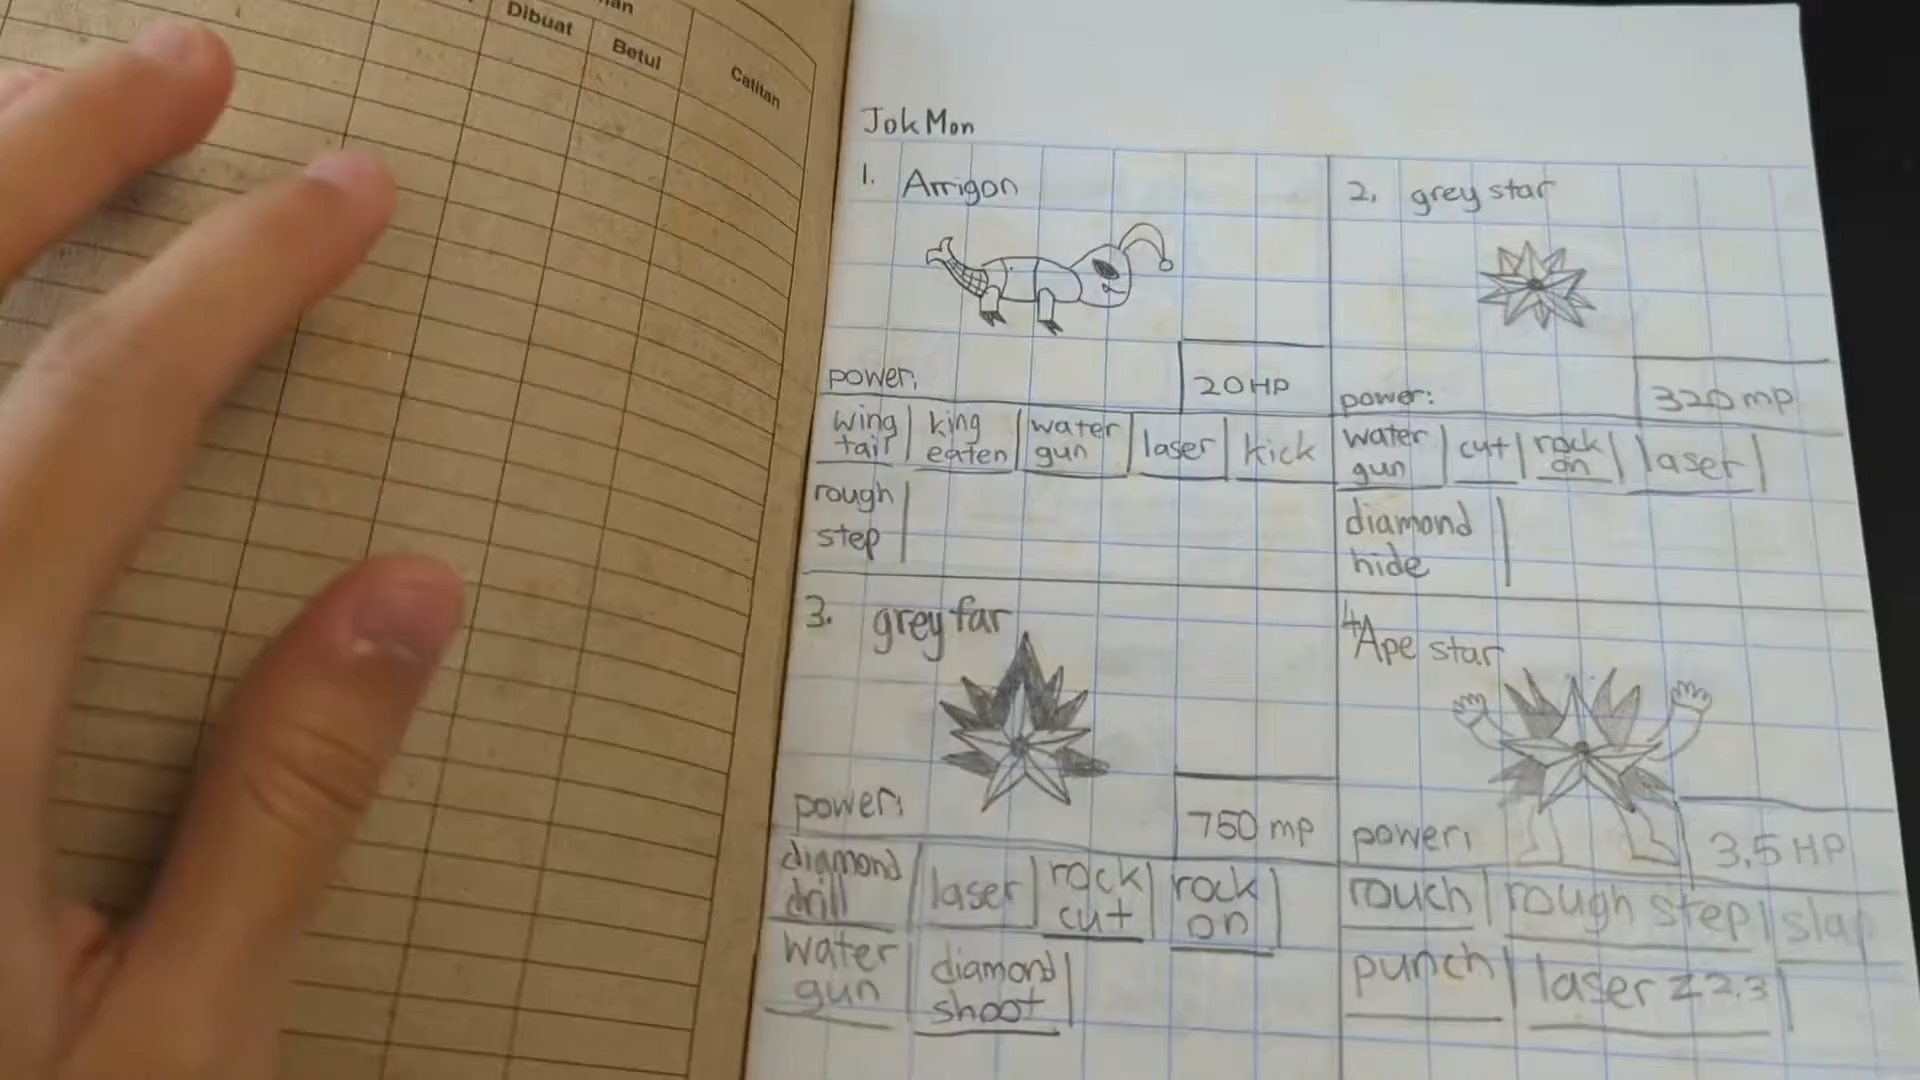 Dibuat
Betul
Catitan
JokMon
1. Arrigon
power:
20HP
wing tail
king eaten
water gun
laser
kick
rough step
2. grey star
power:
320 mp
water gun
cut
rock on
laser
diamond hide
3. grey far
power:
750 mp
diamond drill
laser
rock cut
rock on
water gun
diamond shoot
4 Ape star
power:
3.5 HP
rouch
rough step
slap
punch
laser z 2.3